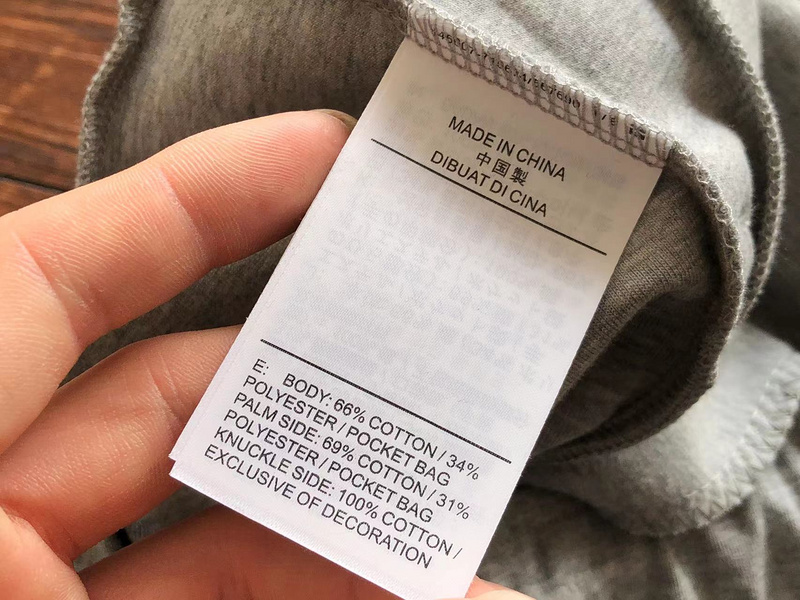 MADE IN CHINA
中国製
DIBUAT DI CINA
E: BODY: 66% COTTON / 34%
POLYESTER / POCKET BAG
PALM SIDE: 69% COTTON / 31%
POLYESTER / POCKET BAG
KNUCKLE SIDE: 100% COTTON /
EXCLUSIVE OF DECORATION